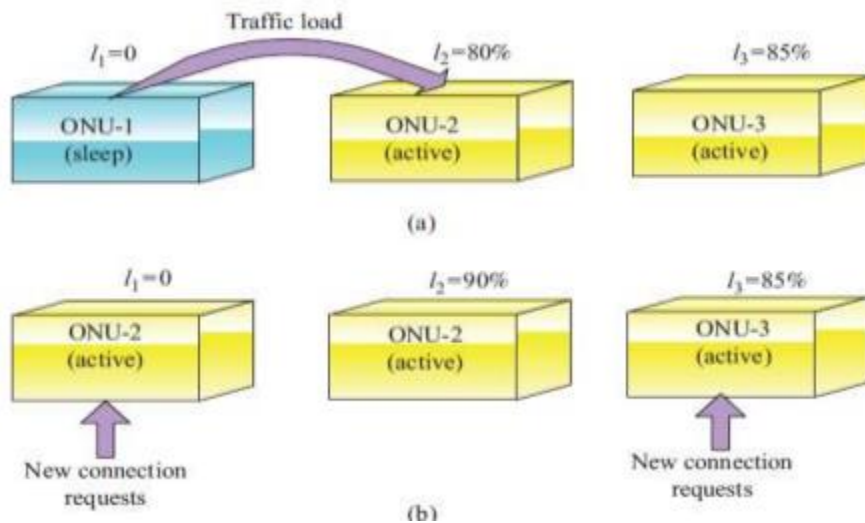 Traffic load
l₁=0
l₂=80%
l₃=85%
ONU-1
(sleep)
ONU-2
(active)
ONU-3
(active)
(a)
l₁=0
l₂=90%
l₃=85%
ONU-2
(active)
ONU-2
(active)
ONU-3
(active)
New connection
requests
New connection
requests
(b)